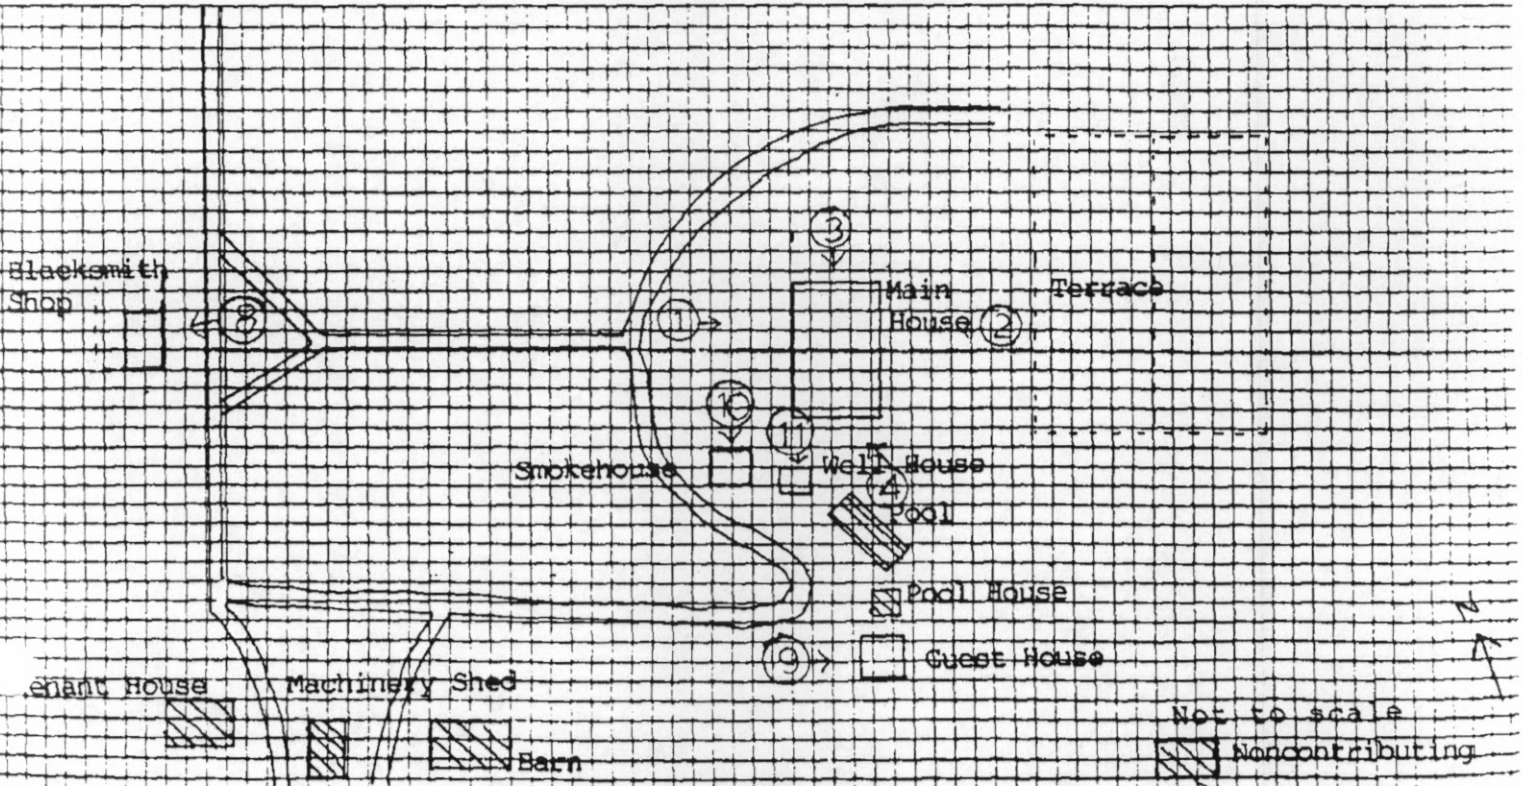 3
Blacksmith
Shop
8
1
Main
House
2
Terrace
10
11
Smokehouse
Well House
4
Pool
Pool House
9
Guest House
N
enant House
Machinery Shed
Barn
Not to scale
Noncontributing